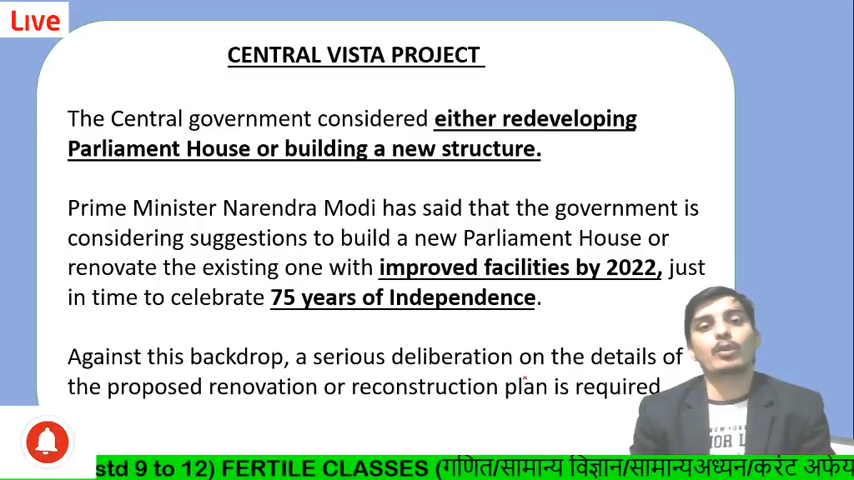 Live
CENTRAL VISTA PROJECT
The Central government considered either redeveloping
Parliament House or building a new structure.
Prime Minister Narendra Modi has said that the government is
considering suggestions to build a new Parliament House or
renovate the existing one with improved facilities by 2022, just
in time to celebrate 75 years of Independence.
Against this backdrop, a serious deliberation on the details of
the proposed renovation or reconstruction plan is required
NEW YORK
std 9 to 12) FERTILE CLASSES (गणित/सामान्य विज्ञान/सामान्यअध्यन/करंट अफेय